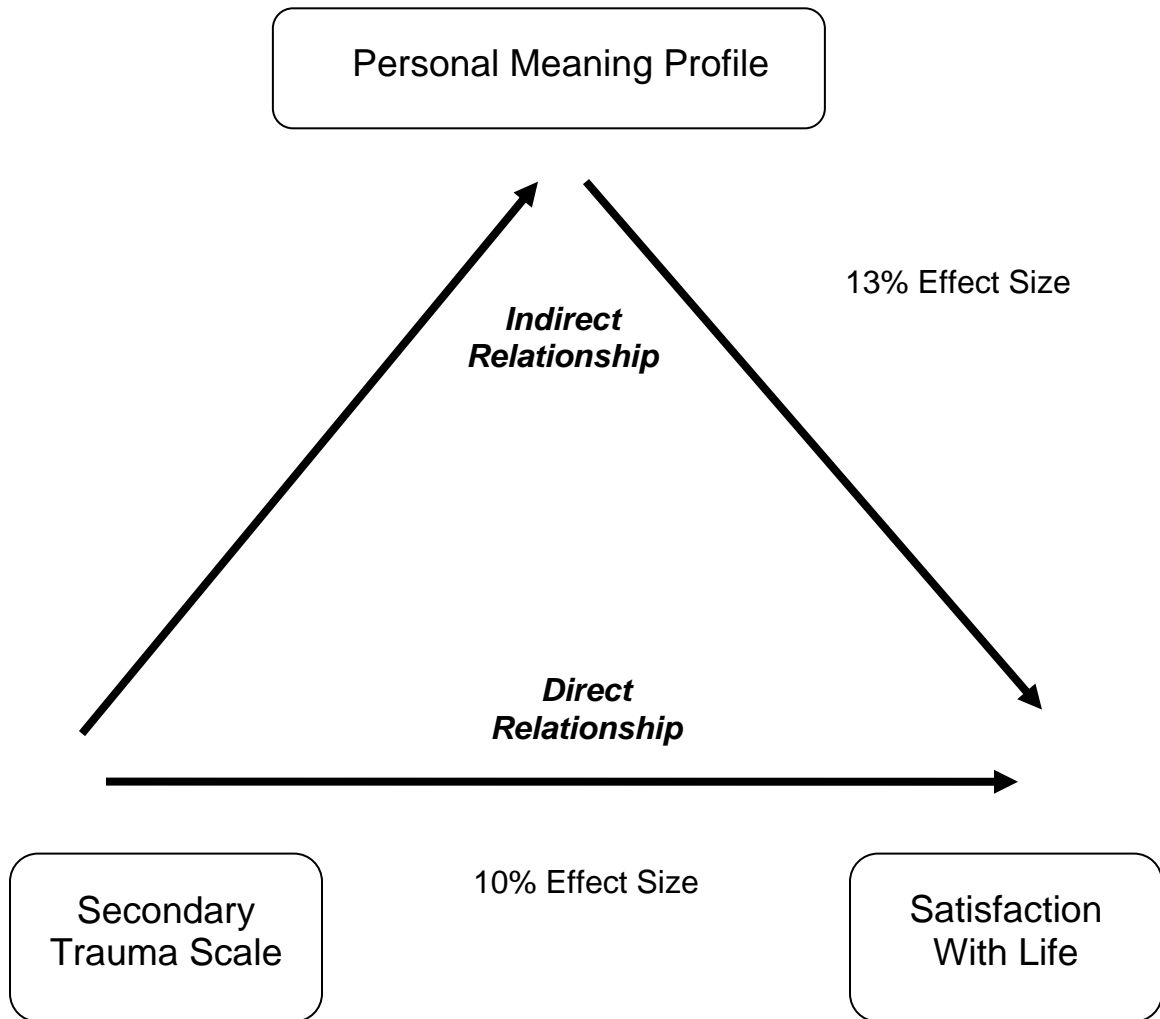 Personal Meaning Profile
13% Effect Size
Indirect
Relationship
Direct
Relationship
10% Effect Size
Secondary
Trauma Scale
Satisfaction
With Life